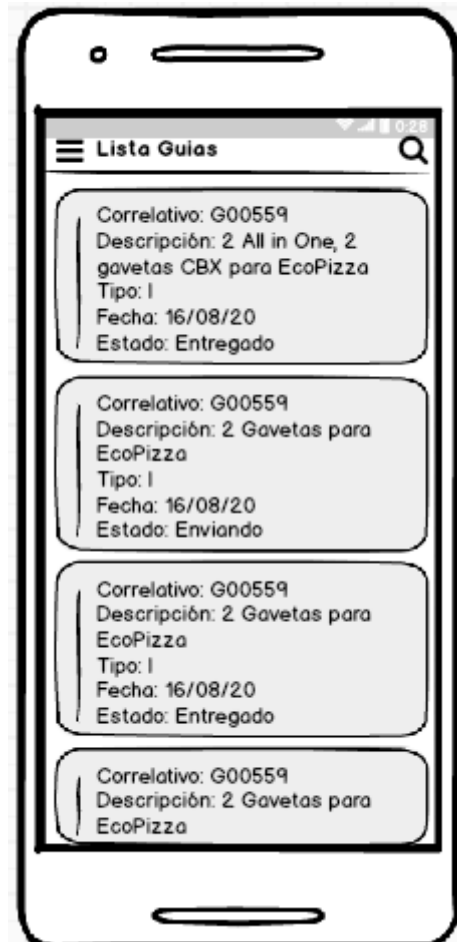 0:28
Lista Guias
Correlativo: G00559
Descripción: 2 All in One, 2
gavetas CBX para EcoPizza
Tipo: I
Fecha: 16/08/20
Estado: Entregado
Correlativo: G00559
Descripción: 2 Gavetas para
EcoPizza
Tipo: I
Fecha: 16/08/20
Estado: Enviando
Correlativo: G00559
Descripción: 2 Gavetas para
EcoPizza
Tipo: I
Fecha: 16/08/20
Estado: Entregado
Correlativo: G00559
Descripción: 2 Gavetas para
EcoPizza